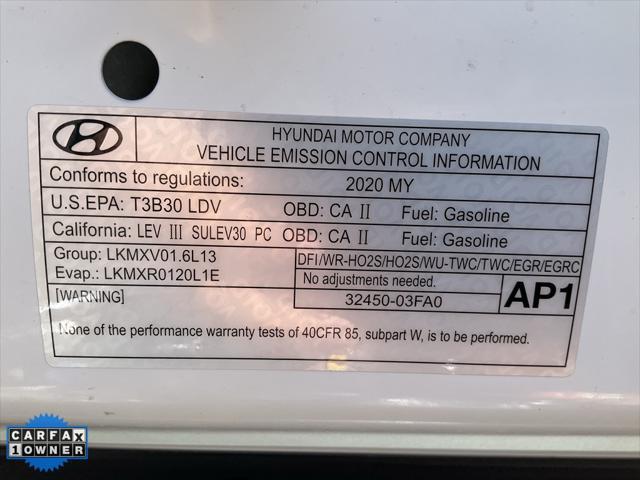 HYUNDAI MOTOR COMPANY
VEHICLE EMISSION CONTROL INFORMATION
Conforms to regulations: 2020 MY
U.S.EPA: T3B30 LDV OBD: CA II Fuel: Gasoline
California: LEV III SULEV30 PC OBD: CA II Fuel: Gasoline
Group: LKMXV01.6L13
Evap.: LKMXR0120L1E
DFI/WR-HO2S/HO2S/WU-TWC/TWC/EGR/EGRC
No adjustments needed.
32450-03FA0
AP1
[WARNING]
None of the performance warranty tests of 40CFR 85, subpart W, is to be performed.
CARFAX
1 OWNER